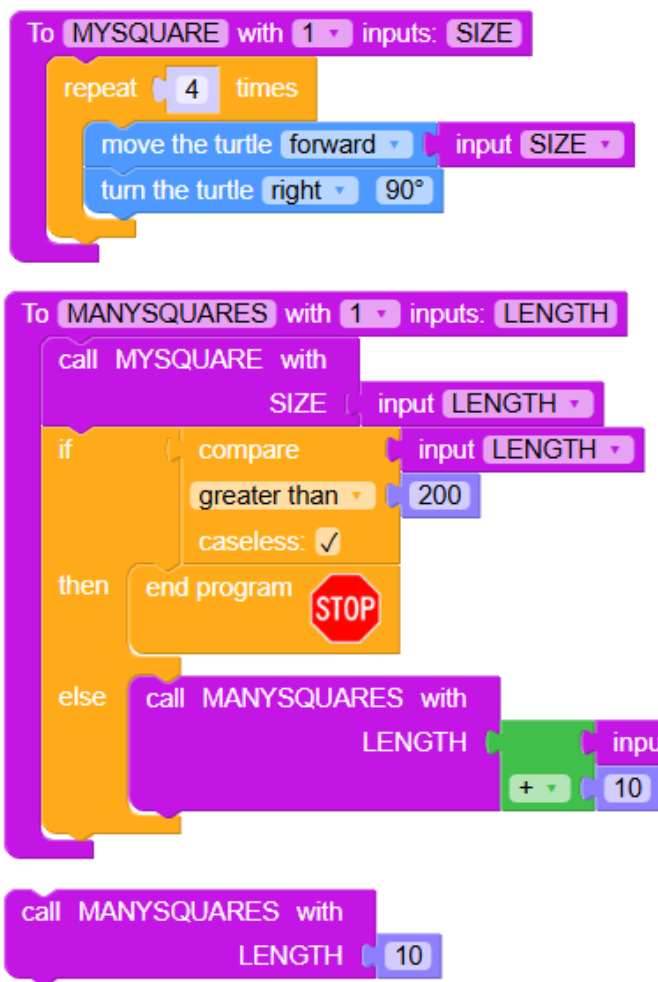 To MYSQUARE with 1 inputs: SIZE
repeat 4 times
move the turtle forward input SIZE
turn the turtle right 90°
To MANYSQUARES with 1 inputs: LENGTH
call MYSQUARE with
SIZE input LENGTH
if compare input LENGTH
greater than 200
caseless: ✓
then end program STOP
else call MANYSQUARES with
LENGTH inpu
+ 10
call MANYSQUARES with
LENGTH 10